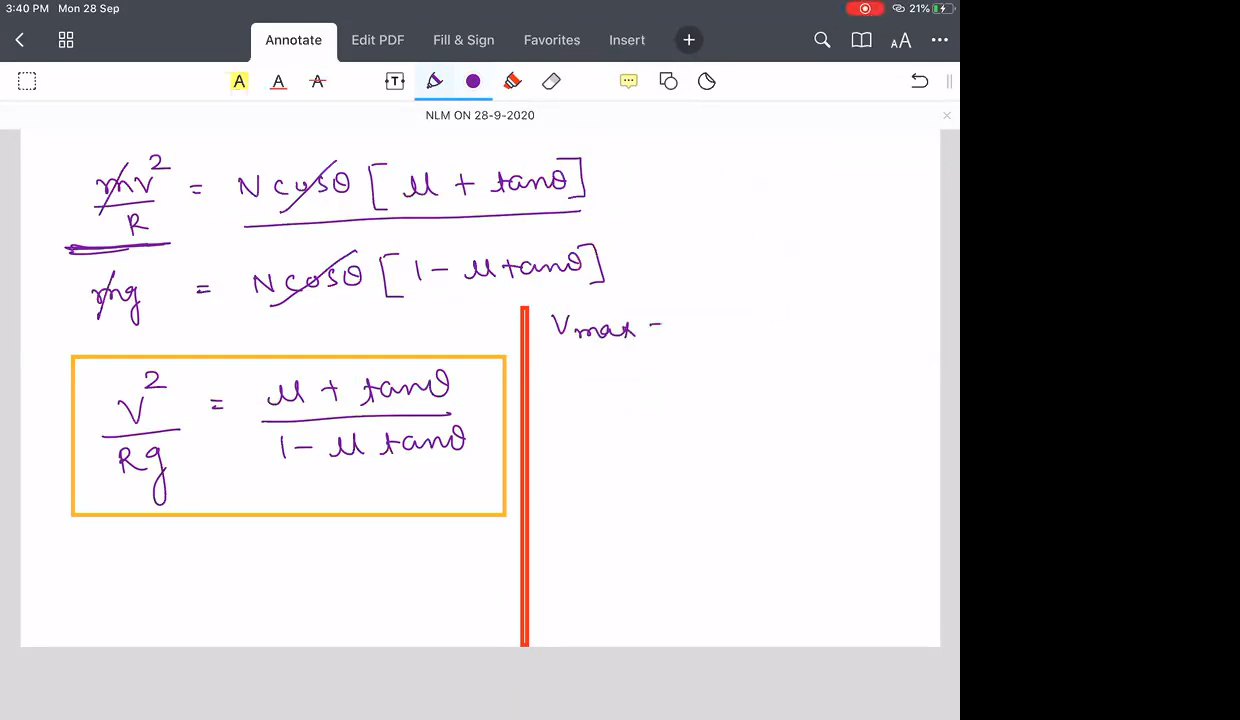 3:40 PM Mon 28 Sep 21%
Annotate Edit PDF Fill & Sign Favorites Insert
NLM ON 28-9-2020
mv²/R = N cosθ [μ + tanθ]
mg = N cosθ [1 - μ tanθ]
Vmax -
v²/Rg = μ + tanθ / 1 - μ tanθ